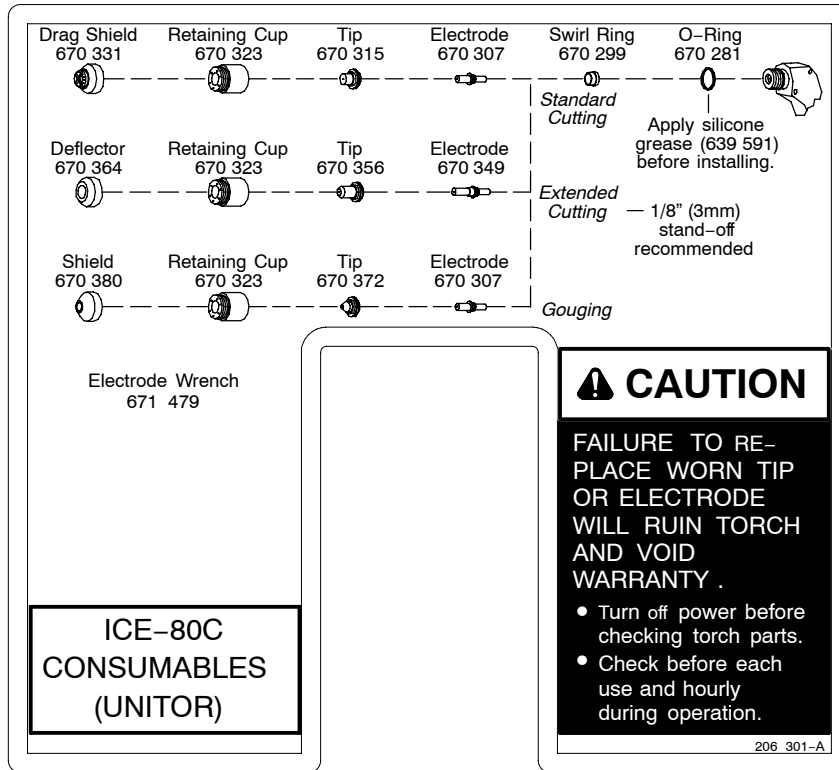 Drag Shield Retaining Cup Tip Electrode Swirl Ring O-Ring
670 331 670 323 670 315 670 307 670 299 670 281
Standard
Cutting
Apply silicone
grease (639 591)
before installing.
Deflector Retaining Cup Tip Electrode
670 364 670 323 670 356 670 349
Extended
Cutting — 1/8” (3mm)
stand-off
recommended
Shield Retaining Cup Tip Electrode
670 380 670 323 670 372 670 307
Gouging
Electrode Wrench
671 479
ICE-80C
CONSUMABLES
(UNITOR)
CAUTION
FAILURE TO RE-
PLACE WORN TIP
OR ELECTRODE
WILL RUIN TORCH
AND VOID
WARRANTY .
• Turn off power before
checking torch parts.
• Check before each
use and hourly
during operation.
206 301-A